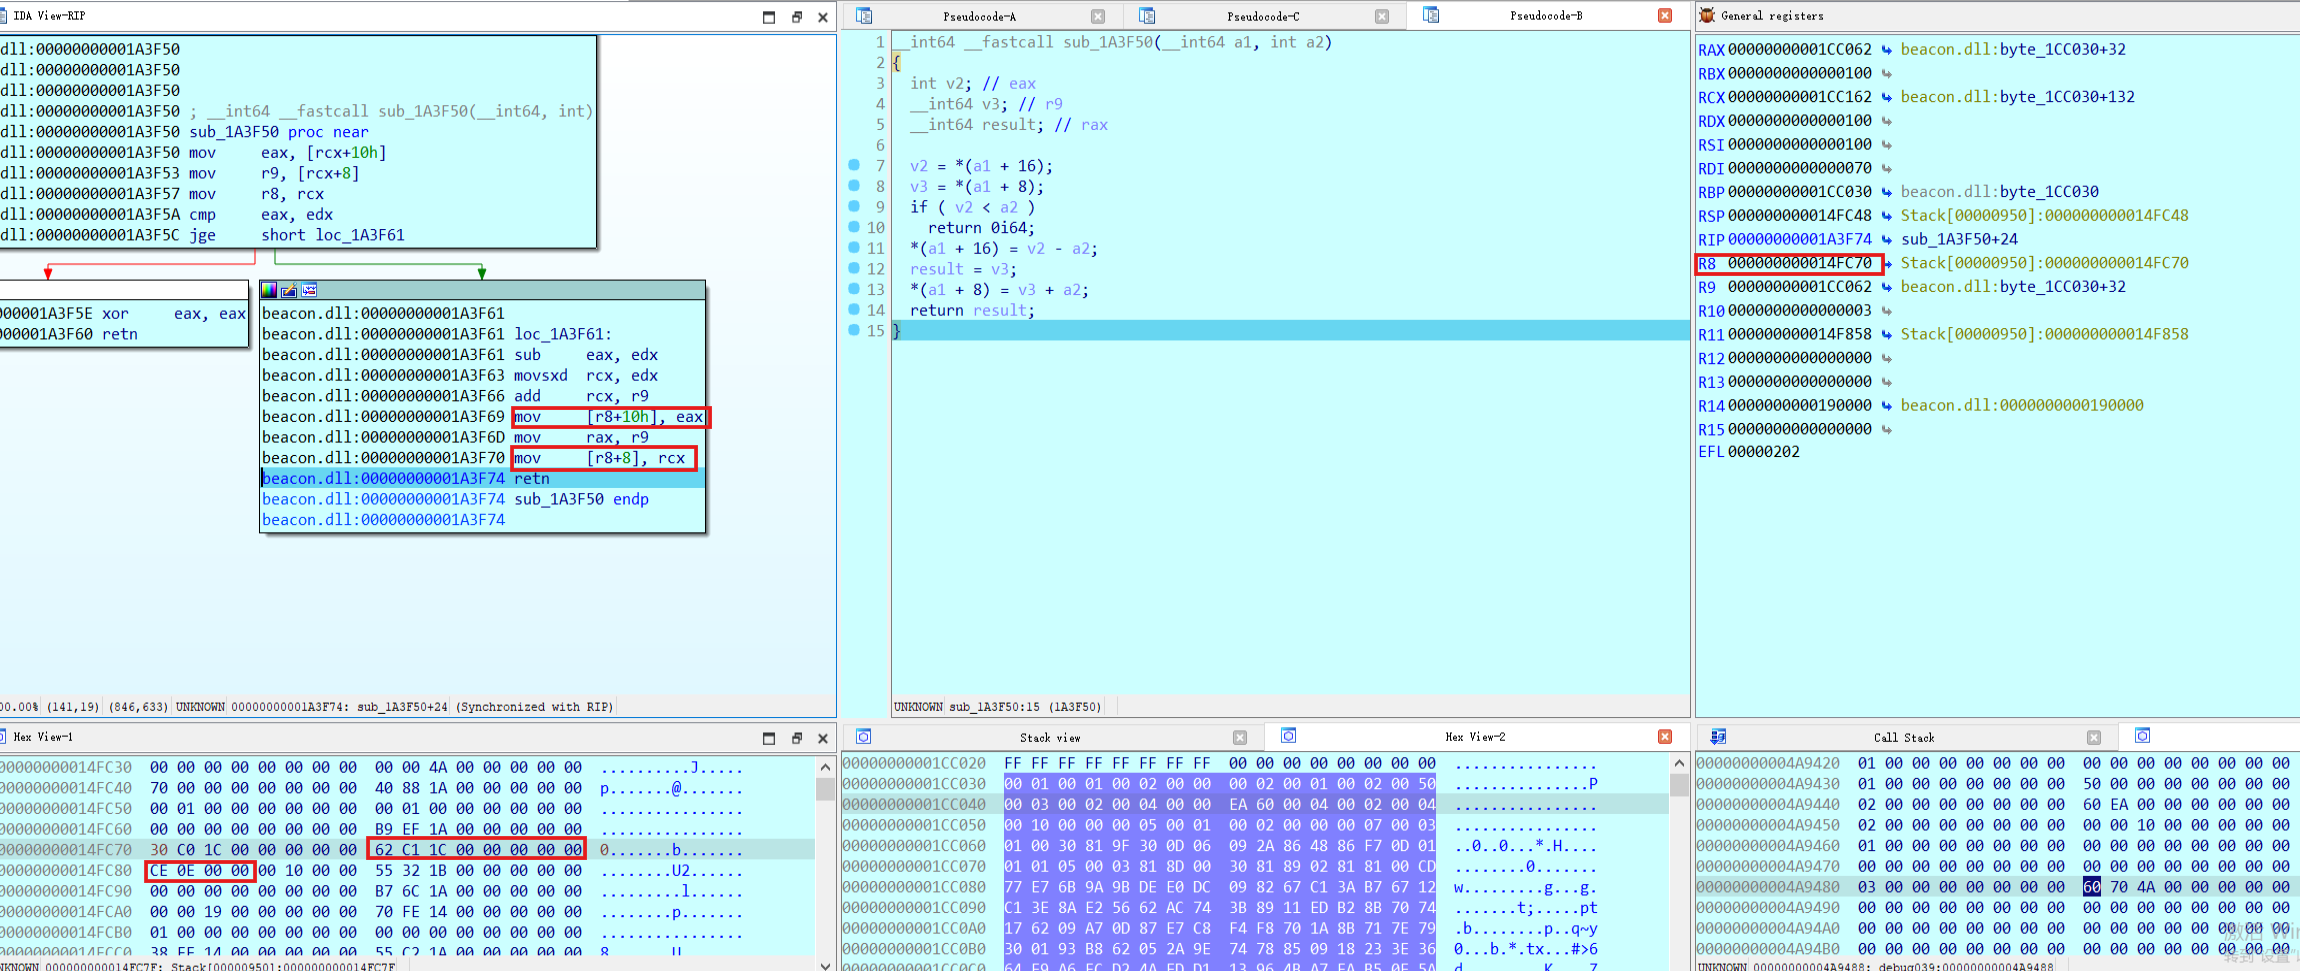 IDA View-RIP
dll:00000000001A3F50
dll:00000000001A3F50
dll:00000000001A3F50
dll:00000000001A3F50 ; __int64 __fastcall sub_1A3F50(__int64, int)
dll:00000000001A3F50 sub_1A3F50 proc near
dll:00000000001A3F50 mov eax, [rcx+10h]
dll:00000000001A3F53 mov r9, [rcx+8]
dll:00000000001A3F57 mov r8, rcx
dll:00000000001A3F5A cmp eax, edx
dll:00000000001A3F5C jge short loc_1A3F61
000001A3F5E xor eax, eax
000001A3F60 retn
beacon.dll:00000000001A3F61
beacon.dll:00000000001A3F61 loc_1A3F61:
beacon.dll:00000000001A3F61 sub eax, edx
beacon.dll:00000000001A3F63 movsxd rcx, edx
beacon.dll:00000000001A3F66 add rcx, r9
beacon.dll:00000000001A3F69 mov [r8+10h], eax
beacon.dll:00000000001A3F6D mov rax, r9
beacon.dll:00000000001A3F70 mov [r8+8], rcx
beacon.dll:00000000001A3F74 retn
beacon.dll:00000000001A3F74 sub_1A3F50 endp
beacon.dll:00000000001A3F74
00.00% (141,19) (846,633) UNKNOWN 00000000001A3F74: sub_1A3F50+24 (Synchronized with RIP)
Pseudocode-A
Pseudocode-C
Pseudocode-B
1 __int64 __fastcall sub_1A3F50(__int64 a1, int a2)
2 {
3 int v2; // eax
4 __int64 v3; // r9
5 __int64 result; // rax
6
7 v2 = *(a1 + 16);
8 v3 = *(a1 + 8);
9 if ( v2 < a2 )
10 return 0i64;
11 *(a1 + 16) = v2 - a2;
12 result = v3;
13 *(a1 + 8) = v3 + a2;
14 return result;
15 }
UNKNOWN sub_1A3F50:15 (1A3F50)
General registers
RAX 00000000001CC062 beacon.dll:byte_1CC030+32
RBX 0000000000000100
RCX 00000000001CC162 beacon.dll:byte_1CC030+132
RDX 0000000000000100
RSI 0000000000000100
RDI 0000000000000070
RBP 00000000001CC030 beacon.dll:byte_1CC030
RSP 000000000014FC48 Stack[00000950]:000000000014FC48
RIP 00000000001A3F74 sub_1A3F50+24
R8 000000000014FC70 Stack[00000950]:000000000014FC70
R9 00000000001CC062 beacon.dll:byte_1CC030+32
R10 0000000000000003
R11 000000000014F858 Stack[00000950]:000000000014F858
R12 0000000000000000
R13 0000000000000000
R14 0000000000190000 beacon.dll:0000000000190000
R15 0000000000000000
EFL 00000202
Hex View-1
00000000014FC30 00 00 00 00 00 00 00 00 00 00 4A 00 00 00 00 00 ..........J.....
00000000014FC40 70 00 00 00 00 00 00 00 40 88 1A 00 00 00 00 00 p.......@.......
00000000014FC50 00 01 00 00 00 00 00 00 00 01 00 00 00 00 00 00 ................
00000000014FC60 00 00 00 00 00 00 00 00 B9 EF 1A 00 00 00 00 00 ................
00000000014FC70 30 C0 1C 00 00 00 00 00 62 C1 1C 00 00 00 00 00 0.......b.......
00000000014FC80 CE 0E 00 00 00 10 00 00 55 32 1B 00 00 00 00 00 ........U2......
00000000014FC90 00 00 00 00 00 00 00 00 B7 6C 1A 00 00 00 00 00 .........l......
00000000014FCA0 00 00 19 00 00 00 00 00 70 FE 14 00 00 00 00 00 ........p.......
00000000014FCB0 01 00 00 00 00 00 00 00 00 00 00 00 00 00 00 00 ................
00000000014FCC0 38 FE 14 00 00 00 00 00 55 C2 1A 00 00 00 00 00 8.......U.......
UNKNOWN 000000000014FC7F: Stack[00000950]:000000000014FC7F
Stack view
Hex View-2
00000000001CC020 FF FF FF FF FF FF FF FF 00 00 00 00 00 00 00 00 ................
00000000001CC030 00 01 00 01 00 02 00 00 00 02 00 01 00 02 00 50 ...............P
00000000001CC040 00 03 00 02 00 04 00 00 EA 60 00 04 00 02 00 04
00000000001CC050 00 10 00 00 00 05 00 01 00 02 00 00 00 07 00 03 ................
00000000001CC060 01 00 30 81 9F 30 0D 06 09 2A 86 48 86 F7 0D 01 ..0..0...*.H....
00000000001CC070 01 01 05 00 03 81 8D 00 30 81 89 02 81 81 00 CD ........0.......
00000000001CC080 77 E7 6B 9A 9B DE E0 DC 09 82 67 C1 3A B7 67 12
00000000001CC090 C1 3E 8A E2 56 62 AC 74 3B 89 11 ED B2 8B 70 74
00000000001CC0A0 17 62 09 A7 0D 87 E7 C8 F4 F8 70 1A 8B 71 7E 79
00000000001CC0B0 30 01 93 B8 62 05 2A 9E 74 78 85 09 18 23 3E 36 0...b.*.tx...#>6
Call Stack
00000000004A9420 01 00 00 00 00 00 00 00 00 00 00 00 00 00 00 00
00000000004A9430 01 00 00 00 00 00 00 00 50 00 00 00 00 00 00 00
00000000004A9440 02 00 00 00 00 00 00 00 60 EA 00 00 00 00 00 00
00000000004A9450 02 00 00 00 00 00 00 00 00 00 10 00 00 00 00 00
00000000004A9460 01 00 00 00 00 00 00 00 00 00 00 00 00 00 00 00
00000000004A9470 00 00 00 00 00 00 00 00 00 00 00 00 00 00 00 00
00000000004A9480 03 00 00 00 00 00 00 00 60 70 4A 00 00 00 00 00
00000000004A9490 00 00 00 00 00 00 00 00 00 00 00 00 00 00 00 00
00000000004A94A0 00 00 00 00 00 00 00 00 00 00 00 00 00 00 00 00
00000000004A94B0 00 00 00 00 00 00 00 00 00 00 00 00 00 00 00 00
UNKNOWN 00000000004A9488: debug039:00000000004A9488